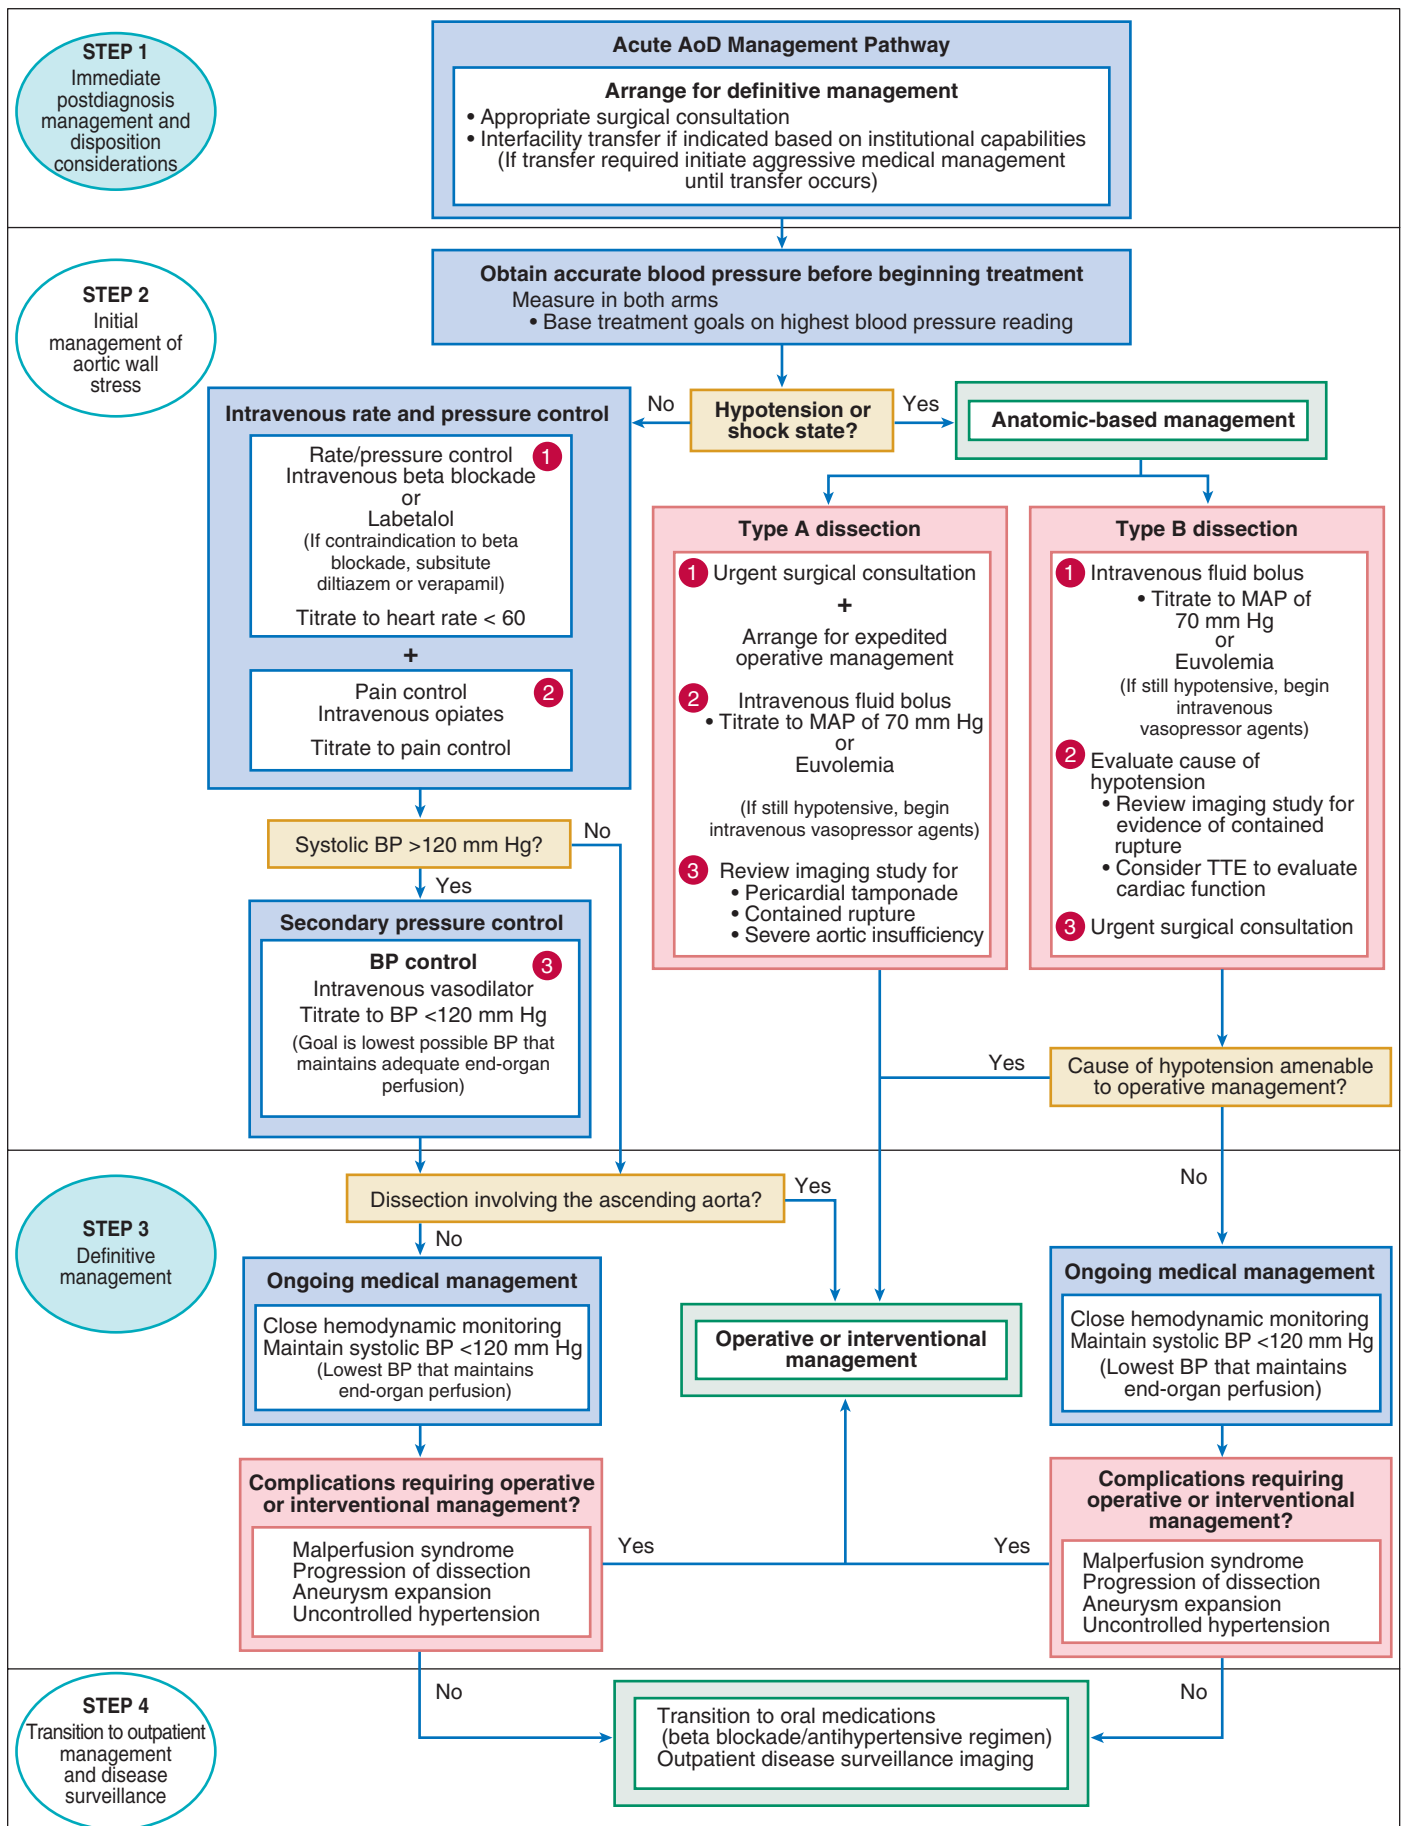 STEP 1
Immediate
postdiagnosis
management and
disposition
considerations
Acute AoD Management Pathway
Arrange for definitive management
• Appropriate surgical consultation
• Interfacility transfer if indicated based on institutional capabilities
(If transfer required initiate aggressive medical management
until transfer occurs)
STEP 2
Initial
management of
aortic wall
stress
Obtain accurate blood pressure before beginning treatment
Measure in both arms
• Base treatment goals on highest blood pressure reading
Hypotension or
shock state?
No
Yes
Intravenous rate and pressure control
1
Rate/pressure control
Intravenous beta blockade
or
Labetalol
(If contraindication to beta
blockade, subsitute
diltiazem or verapamil)
Titrate to heart rate < 60
+
2
Pain control
Intravenous opiates
Titrate to pain control
Systolic BP >120 mm Hg?
No
Yes
Secondary pressure control
BP control
3
Intravenous vasodilator
Titrate to BP <120 mm Hg
(Goal is lowest possible BP that
maintains adequate end-organ
perfusion)
Anatomic-based management
Type A dissection
1 Urgent surgical consultation
+
Arrange for expedited
operative management
2 Intravenous fluid bolus
• Titrate to MAP of 70 mm Hg
or
Euvolemia
(If still hypotensive, begin
intravenous vasopressor agents)
3 Review imaging study for
• Pericardial tamponade
• Contained rupture
• Severe aortic insufficiency
Type B dissection
1 Intravenous fluid bolus
• Titrate to MAP of
70 mm Hg
or
Euvolemia
(If still hypotensive, begin
intravenous
vasopressor agents)
2 Evaluate cause of
hypotension
• Review imaging study for
evidence of contained
rupture
• Consider TTE to evaluate
cardiac function
3 Urgent surgical consultation
Cause of hypotension amenable
to operative management?
Yes
No
STEP 3
Definitive
management
Dissection involving the ascending aorta?
Yes
No
Ongoing medical management
Close hemodynamic monitoring
Maintain systolic BP <120 mm Hg
(Lowest BP that maintains
end-organ perfusion)
Operative or interventional
management
Ongoing medical management
Close hemodynamic monitoring
Maintain systolic BP <120 mm Hg
(Lowest BP that maintains
end-organ perfusion)
Complications requiring operative
or interventional management?
Malperfusion syndrome
Progression of dissection
Aneurysm expansion
Uncontrolled hypertension
Yes
Yes
Complications requiring
operative or interventional
management?
Malperfusion syndrome
Progression of dissection
Aneurysm expansion
Uncontrolled hypertension
STEP 4
Transition to outpatient
management
and disease
surveillance
No
No
Transition to oral medications
(beta blockade/antihypertensive regimen)
Outpatient disease surveillance imaging